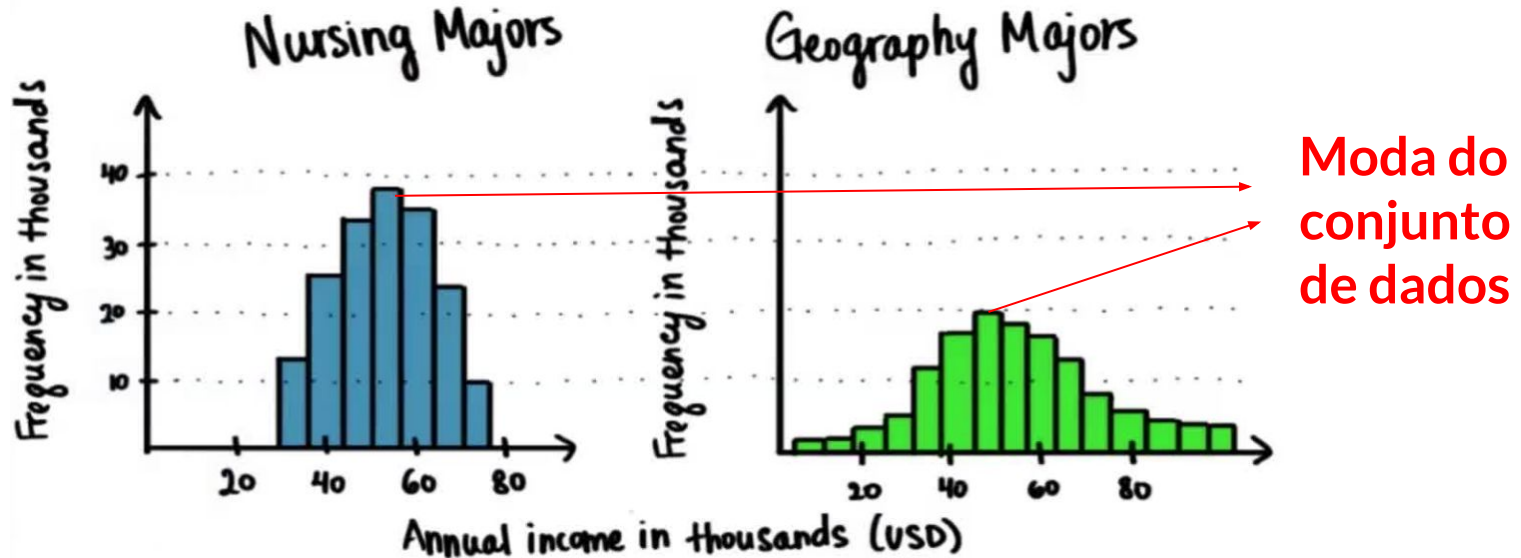 Nursing Majors
Geography Majors
Frequency in thousands
40
30
20
10
20 40 60 80
Frequency in thousands
20 40 60 80
Annual income in thousands (USD)
Moda do
conjunto
de dados